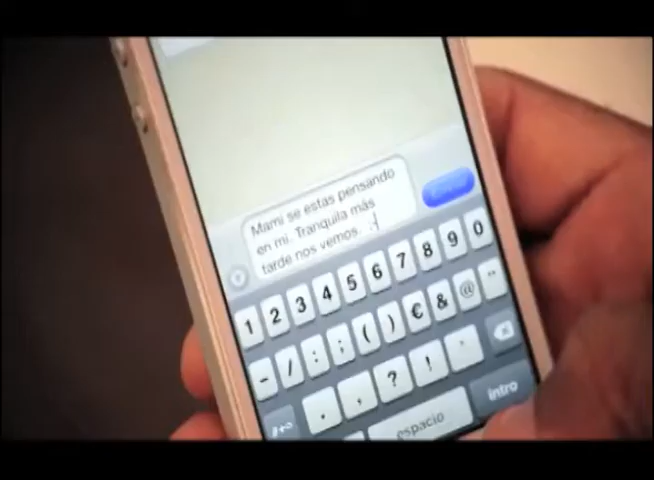 Mami se estas pensando
en mi. Tranquila más
tarde nos vemos. :-
1 2 3 4 5 6 7 8 9 0
- / : ; ( ) € & @ "
#+= . , ? ! '
espacio intro